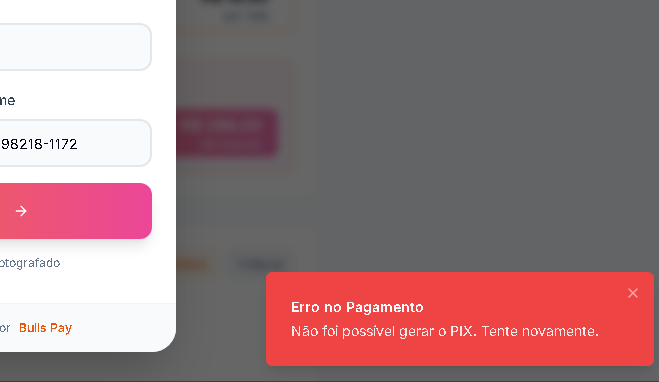 me
98218-1172
→
otografado
or Bulls Pay
Erro no Pagamento
Não foi possível gerar o PIX. Tente novamente.